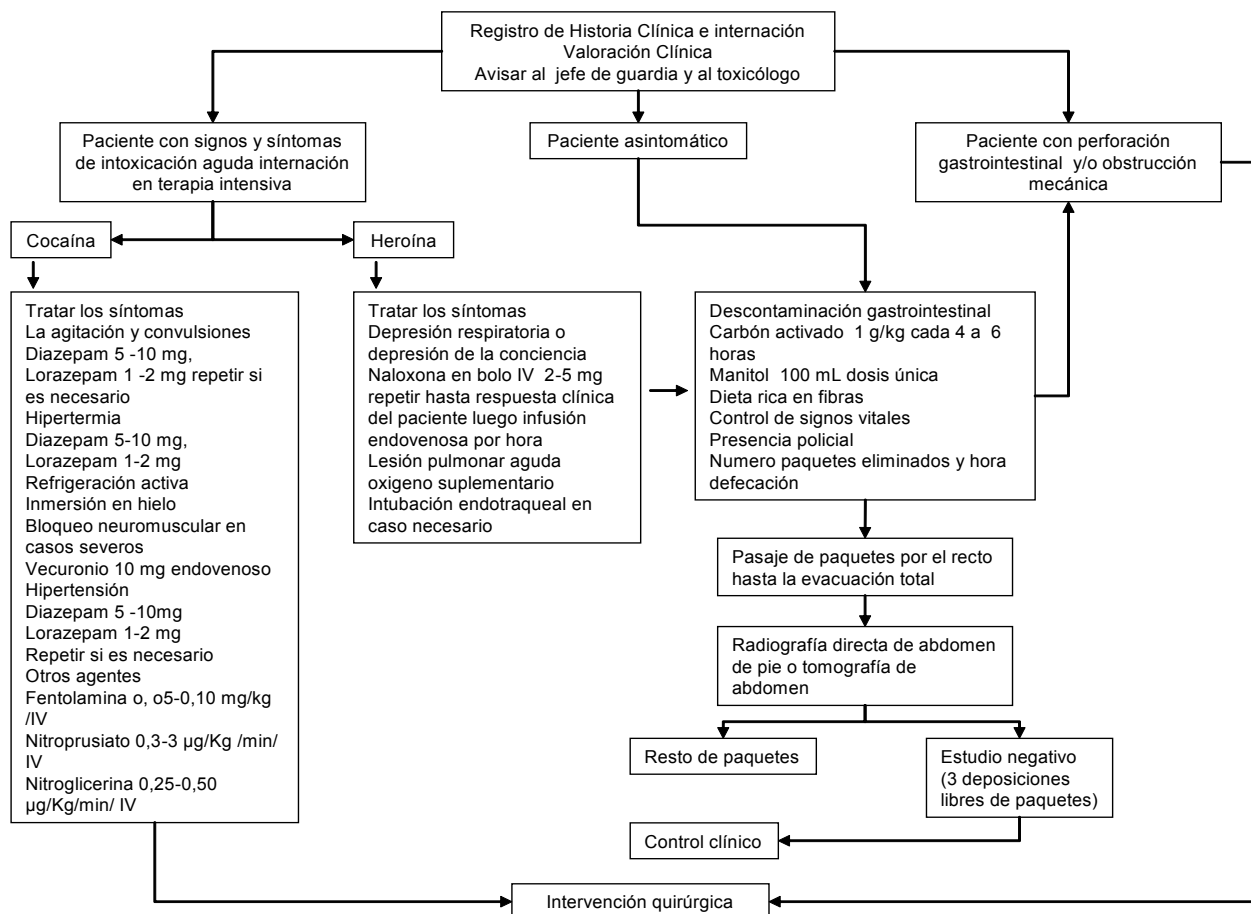 Registro de Historia Clínica e internación
Valoración Clínica
Avisar al jefe de guardia y al toxicólogo
Paciente con signos y síntomas
de intoxicación aguda internación
en terapia intensiva
Paciente asintomático
Paciente con perforación
gastrointestinal y/o obstrucción
mecánica
Cocaína
Heroína
Tratar los síntomas
La agitación y convulsiones
Diazepam 5 -10 mg,
Lorazepam 1 -2 mg repetir si
es necesario
Hipertermia
Diazepam 5-10 mg,
Lorazepam 1-2 mg
Refrigeración activa
Inmersión en hielo
Bloqueo neuromuscular en
casos severos
Vecuronio 10 mg endovenoso
Hipertensión
Diazepam 5 -10mg
Lorazepam 1-2 mg
Repetir si es necesario
Otros agentes
Fentolamina o, o5-0,10 mg/kg
/IV
Nitroprusiato 0,3-3 µg/Kg /min/
IV
Nitroglicerina 0,25-0,50
µg/Kg/min/ IV
Tratar los síntomas
Depresión respiratoria o
depresión de la conciencia
Naloxona en bolo IV 2-5 mg
repetir hasta respuesta clínica
del paciente luego infusión
endovenosa por hora
Lesión pulmonar aguda
oxigeno suplementario
Intubación endotraqueal en
caso necesario
Descontaminación gastrointestinal
Carbón activado 1 g/kg cada 4 a 6
horas
Manitol 100 mL dosis única
Dieta rica en fibras
Control de signos vitales
Presencia policial
Numero paquetes eliminados y hora
defecación
Pasaje de paquetes por el recto
hasta la evacuación total
Radiografía directa de abdomen
de pie o tomografía de
abdomen
Resto de paquetes
Estudio negativo
(3 deposiciones
libres de paquetes)
Control clínico
Intervención quirúrgica